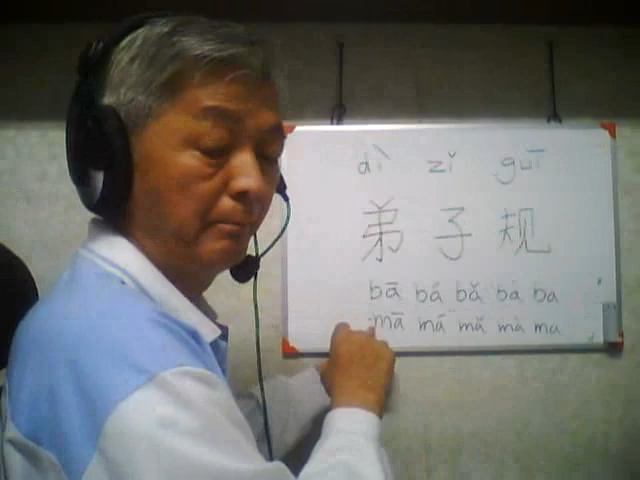 dì zǐ guī
弟子规
bā bá bǎ bà ba
mā má mǎ mà ma